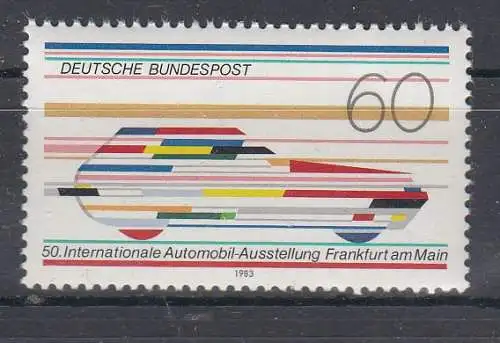 DEUTSCHE BUNDESPOST
60
50. Internationale Automobil-Ausstellung Frankfurt am Main
1983